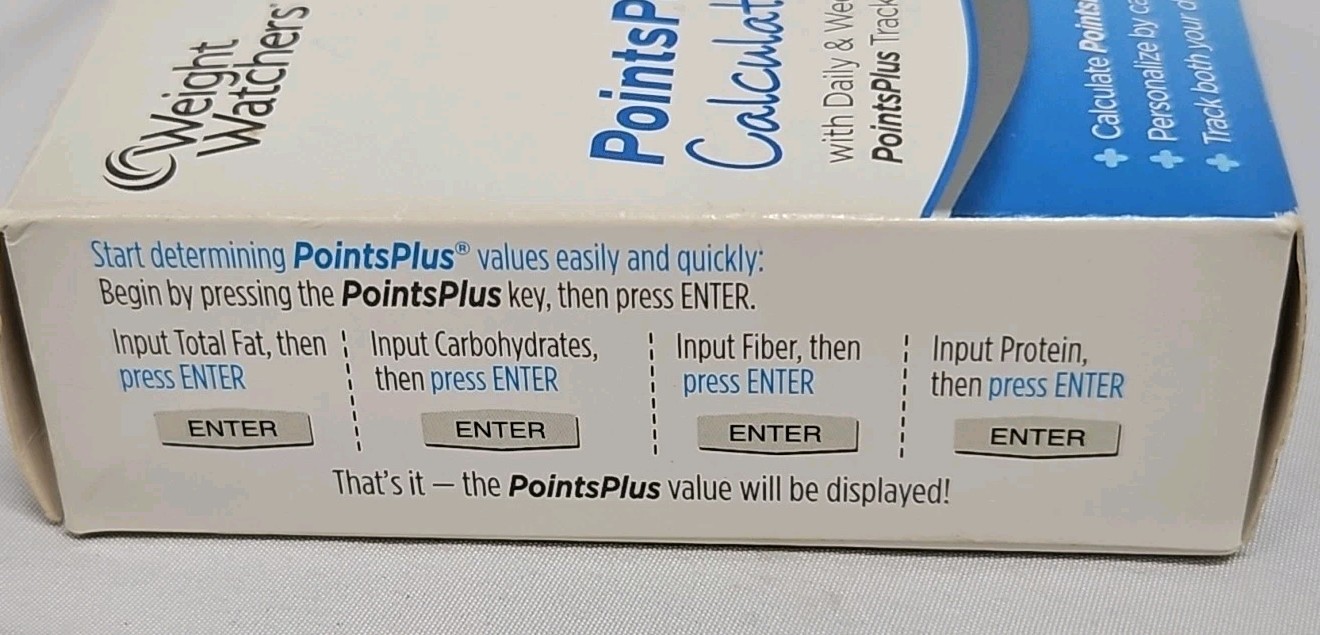 Weight
Watchers
Calculat
with Daily & Wee
PointsPlus Track
Calculate Points
Personalize by ca
Track both your d
Start determining PointsPlus® values easily and quickly:
Begin by pressing the PointsPlus key, then press ENTER.
Input Total Fat, then
press ENTER
ENTER
Input Carbohydrates,
then press ENTER
ENTER
Input Fiber, then
press ENTER
ENTER
Input Protein,
then press ENTER
ENTER
That's it — the PointsPlus value will be displayed!